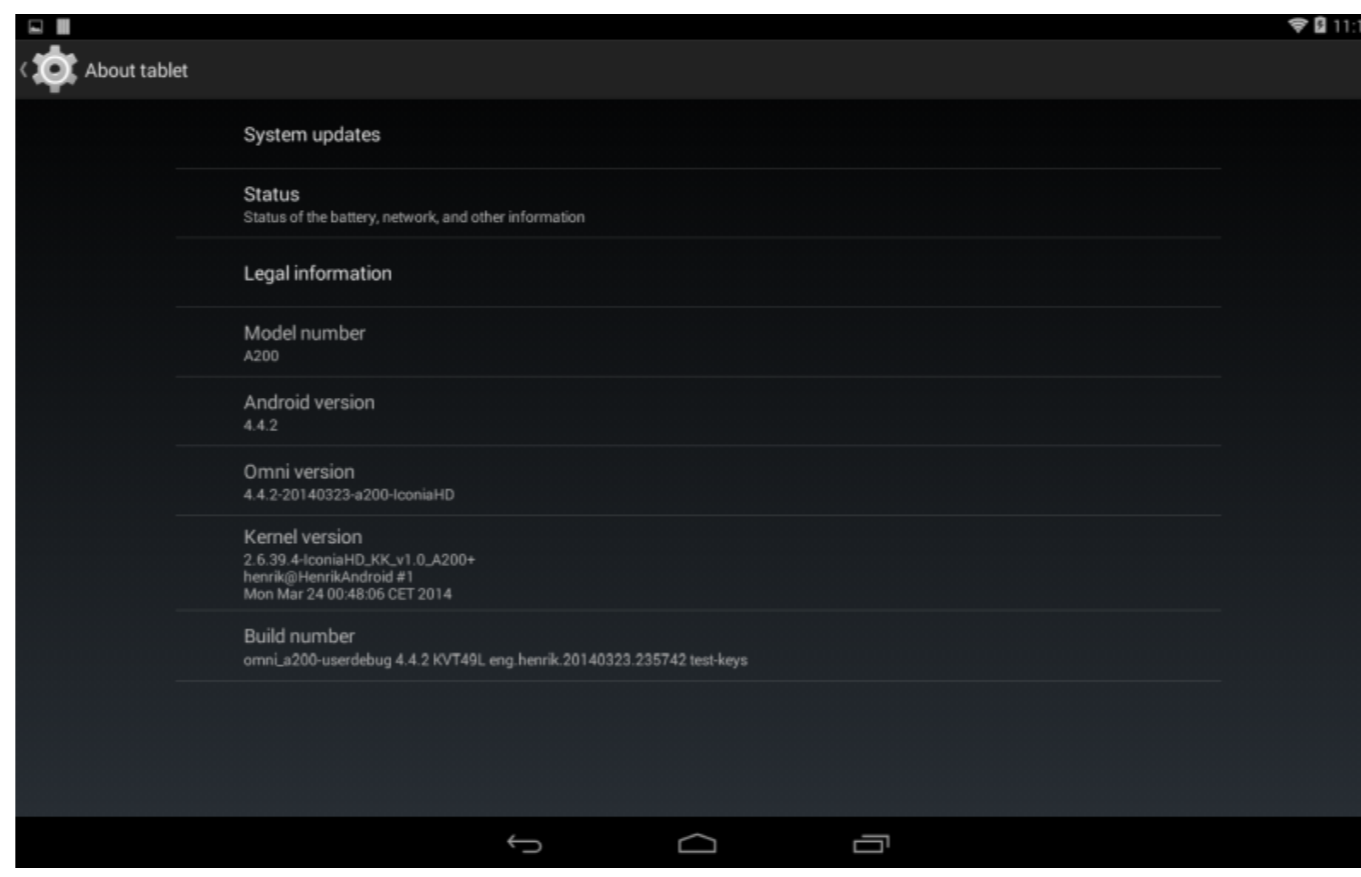 11:1
About tablet
System updates
Status
Status of the battery, network, and other information
Legal information
Model number
A200
Android version
4.4.2
Omni version
4.4.2-20140323-a200-IconiaHD
Kernel version
2.6.39.4-IconiaHD_KK_v1.0_A200+
henrik@HenrikAndroid #1
Mon Mar 24 00:48:06 CET 2014
Build number
omni_a200-userdebug 4.4.2 KVT49L eng.henrik.20140323.235742 test-keys